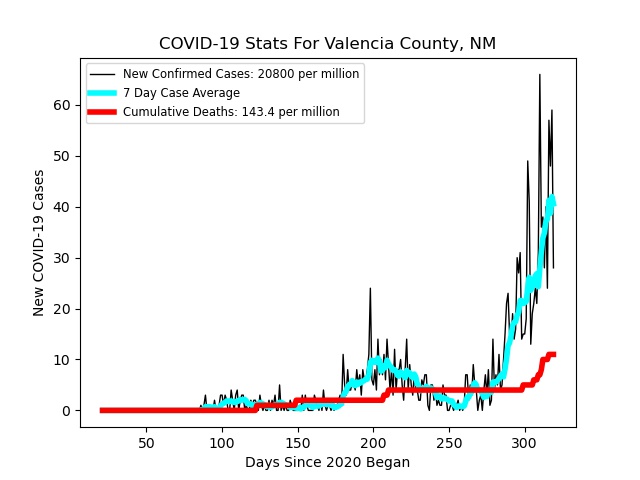 COVID-19 Stats For Valencia County, NM
New Confirmed Cases: 20800 per million
7 Day Case Average
Cumulative Deaths: 143.4 per million
New COVID-19 Cases
60
50
40
30
20
10
0
50 100 150 200 250 300
Days Since 2020 Began